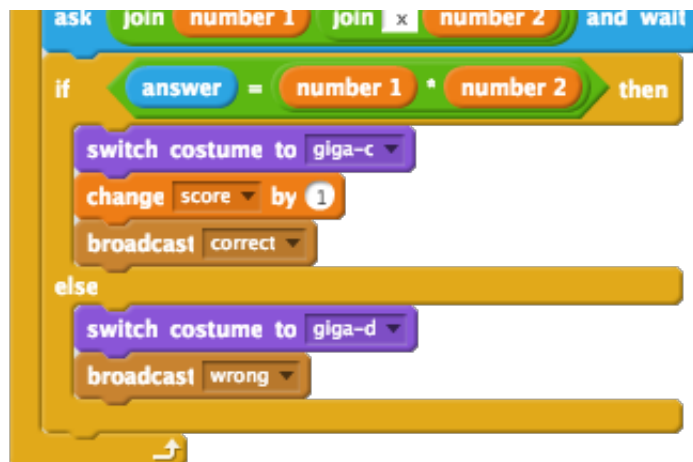 ask join number 1 join x number 2 and wait
if answer = number 1 * number 2 then
switch costume to giga-c
change score by 1
broadcast correct
else
switch costume to giga-d
broadcast wrong